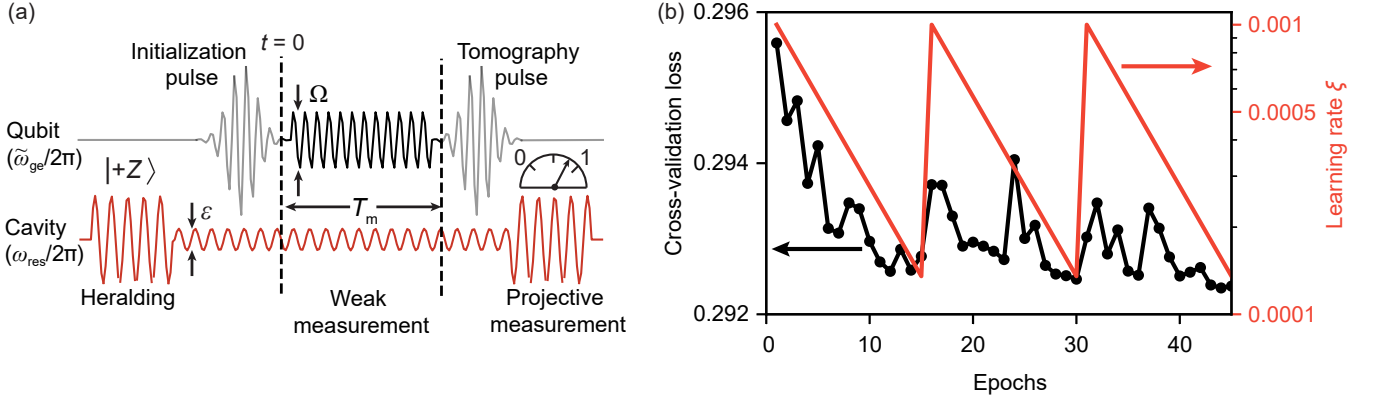 (a)
Initialization
pulse
t = 0
Tomography
pulse
Ω
Qubit
(ω̃ge/2π)
|+Z⟩
0 1
Tm
ε
Cavity
(ωres/2π)
Heralding
Weak
measurement
Projective
measurement
(b)
0.296
0.294
0.292
Cross-validation loss
0 10 20 30 40
Epochs
0.001
0.0005
0.0001
Learning rate ξ